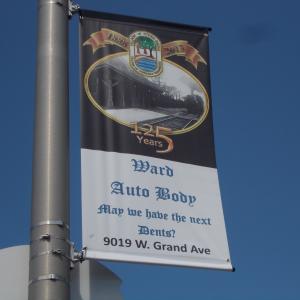 125
Years
Ward
Auto Body
May we have the next
Dents?
9019 W. Grand Ave